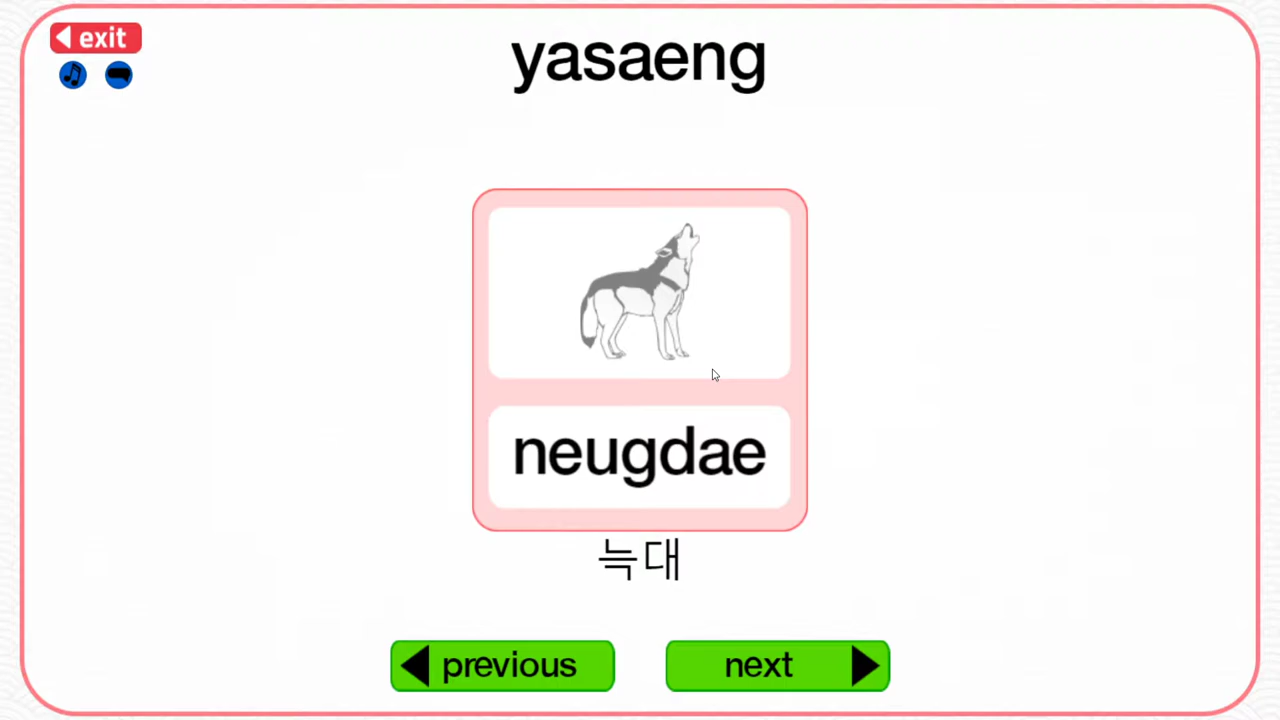 exit
yasaeng
neugdae
늑대
previous
next